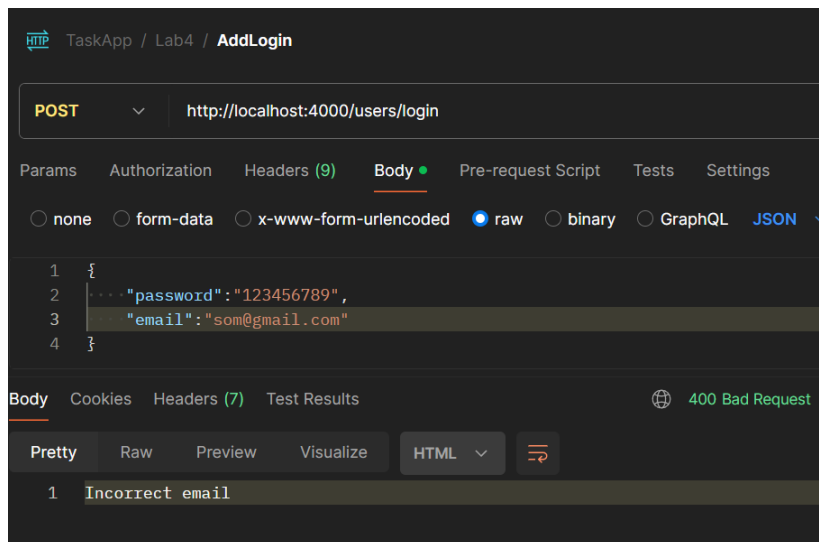 HTTP TaskApp / Lab4 / AddLogin
POST http://localhost:4000/users/login
Params Authorization Headers (9) Body Pre-request Script Tests Settings
none form-data x-www-form-urlencoded raw binary GraphQL JSON
1 {
2 ····"password":"123456789",
3 ····"email":"som@gmail.com"
4 }
Body Cookies Headers (7) Test Results 400 Bad Request
Pretty Raw Preview Visualize HTML
1 Incorrect email